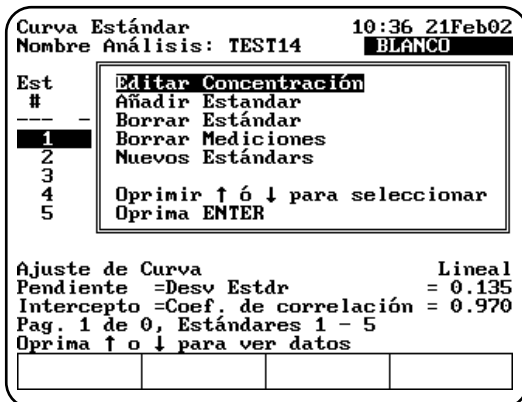 Curva Estándar 10:36 21Feb02
Nombre Análisis: TEST14 BLANCO
Est
#
--- -
1
2
3
4
5
Editar Concentración
Añadir Estandar
Borrar Estándar
Borrar Mediciones
Nuevos Estándars
Oprimir ↑ ó ↓ para seleccionar
Oprima ENTER
Ajuste de Curva Lineal
Pendiente =Desv Estdr = 0.135
Intercepto =Coef. de correlación = 0.970
Pag. 1 de 0, Estándares 1 - 5
Oprima ↑ o ↓ para ver datos